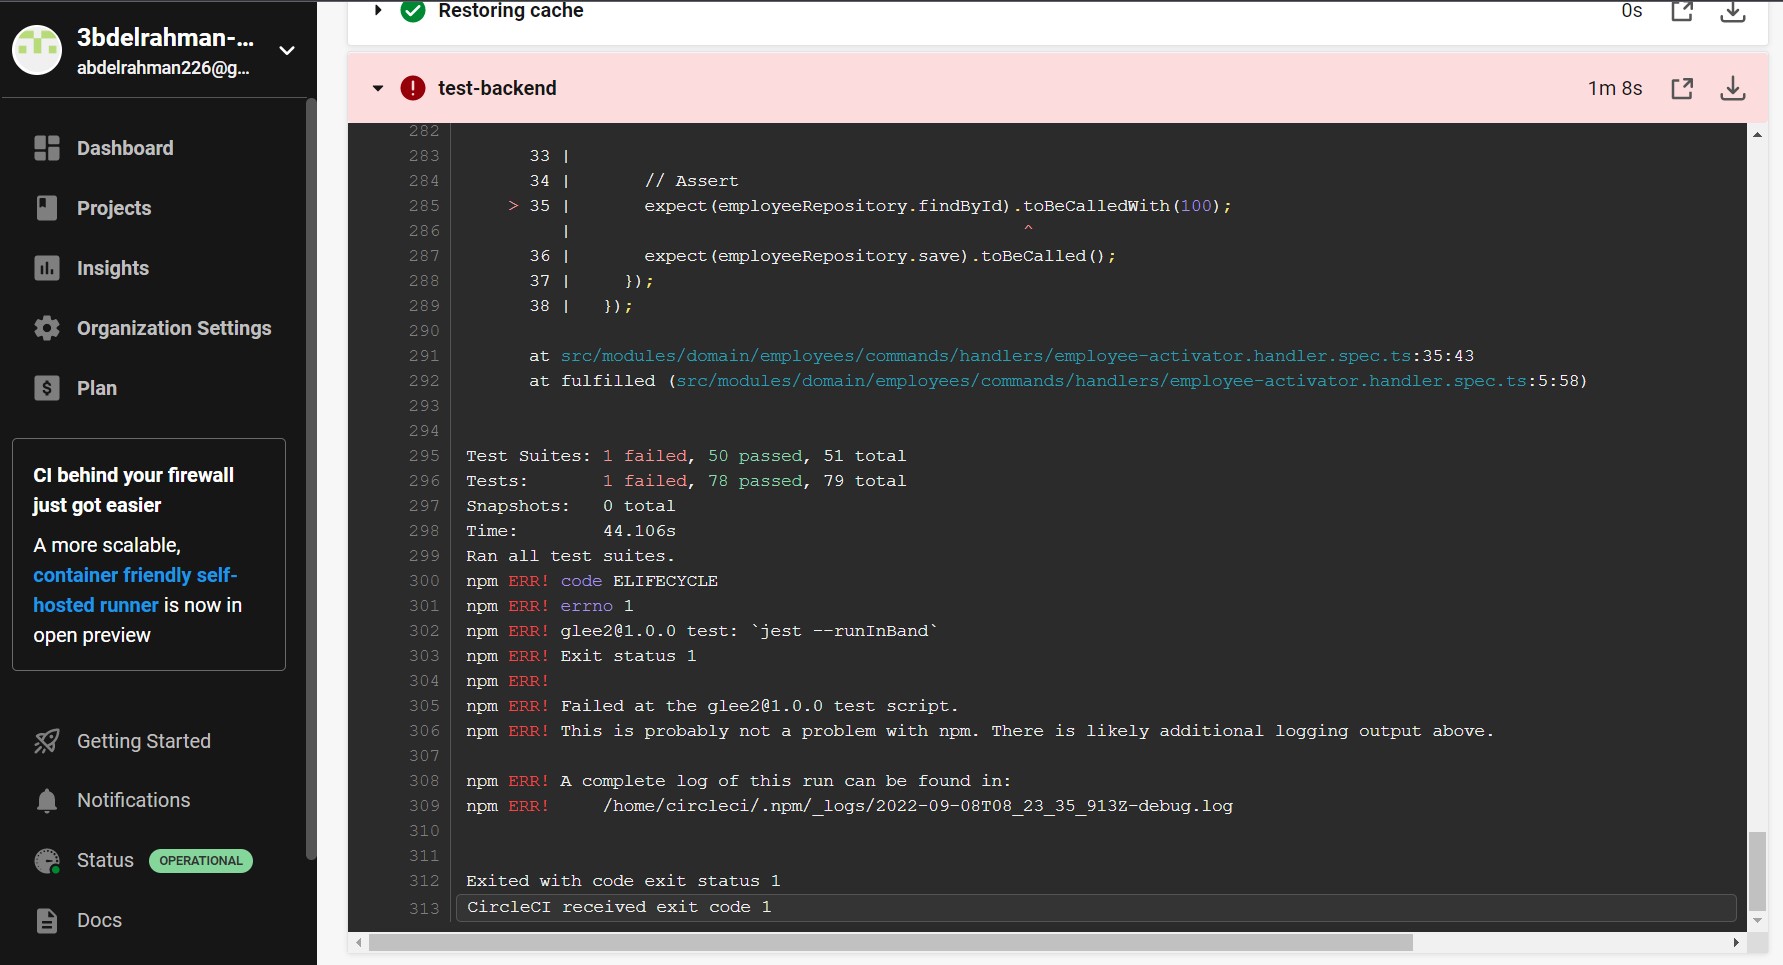 3bdelrahman-...
abdelrahman226@g...
Dashboard
Projects
Insights
Organization Settings
$ Plan
CI behind your firewall
just got easier
A more scalable,
container friendly self-
hosted runner is now in
open preview
Getting Started
Notifications
Status OPERATIONAL
Docs
Restoring cache 0s
! test-backend 1m 8s
282
283 33 |
284 34 | // Assert
285 > 35 | expect(employeeRepository.findById).toBeCalledWith(100);
286 | ^
287 36 | expect(employeeRepository.save).toBeCalled();
288 37 | });
289 38 | });
290
291 at src/modules/domain/employees/commands/handlers/employee-activator.handler.spec.ts:35:43
292 at fulfilled (src/modules/domain/employees/commands/handlers/employee-activator.handler.spec.ts:5:58)
293
294
295 Test Suites: 1 failed, 50 passed, 51 total
296 Tests: 1 failed, 78 passed, 79 total
297 Snapshots: 0 total
298 Time: 44.106s
299 Ran all test suites.
300 npm ERR! code ELIFECYCLE
301 npm ERR! errno 1
302 npm ERR! glee2@1.0.0 test: `jest --runInBand`
303 npm ERR! Exit status 1
304 npm ERR!
305 npm ERR! Failed at the glee2@1.0.0 test script.
306 npm ERR! This is probably not a problem with npm. There is likely additional logging output above.
307
308 npm ERR! A complete log of this run can be found in:
309 npm ERR! /home/circleci/.npm/_logs/2022-09-08T08_23_35_913Z-debug.log
310
311
312 Exited with code exit status 1
313 CircleCI received exit code 1